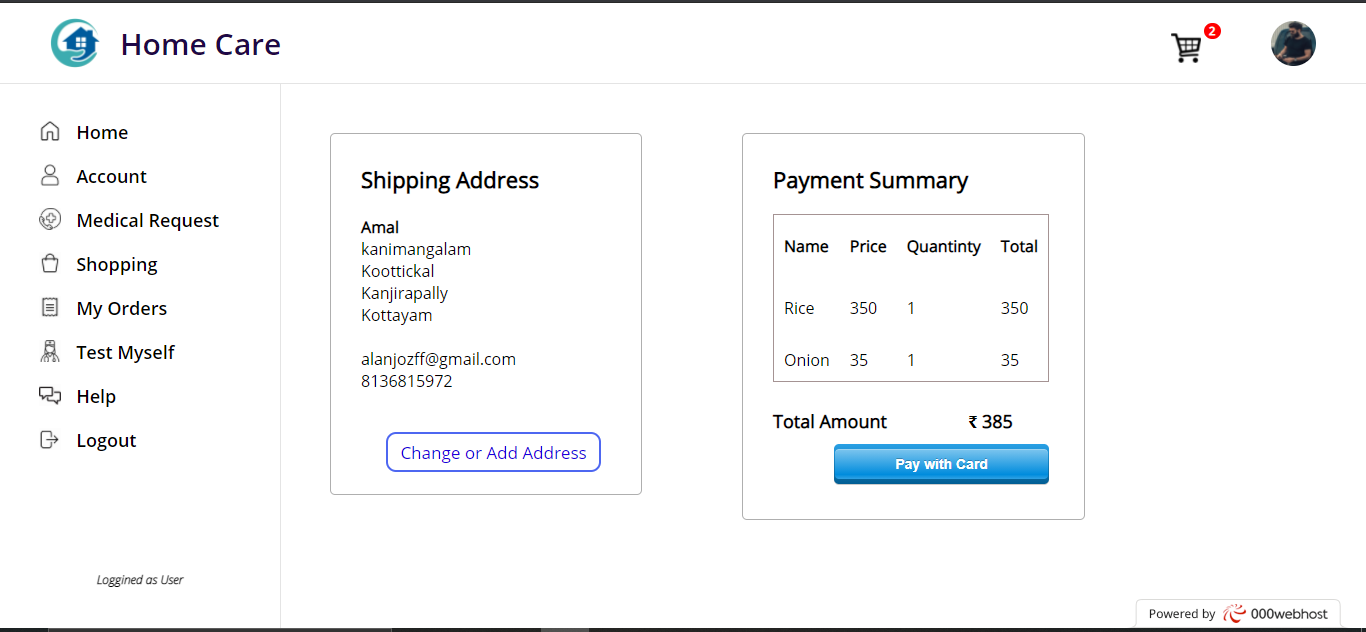 Home Care
2
Home
Account
Medical Request
Shopping
My Orders
Test Myself
Help
Logout
Loggined as User
Shipping Address
Amal
kanimangalam
Koottickal
Kanjirapally
Kottayam
alanjozff@gmail.com
8136815972
Change or Add Address
Payment Summary
Name Price Quantinty Total
Rice 350 1 350
Onion 35 1 35
Total Amount ₹ 385
Pay with Card
Powered by 000webhost